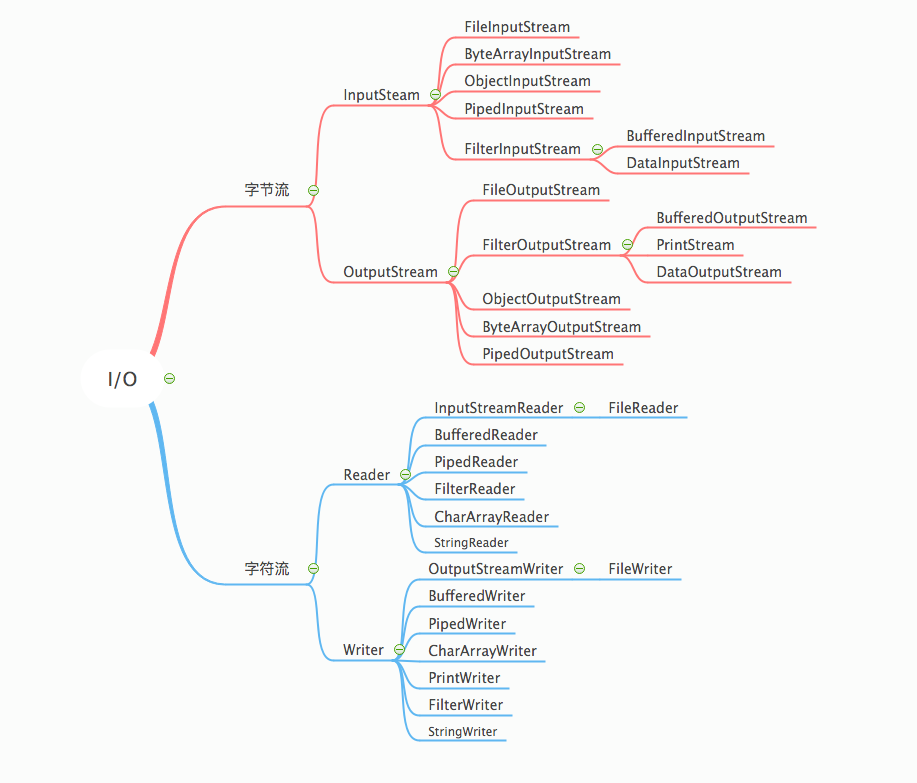 I/O
字节流
InputSteam
FileInputStream
ByteArrayInputStream
ObjectInputStream
PipedInputStream
FilterInputStream
BufferedInputStream
DataInputStream
OutputStream
FileOutputStream
FilterOutputStream
BufferedOutputStream
PrintStream
DataOutputStream
ObjectOutputStream
ByteArrayOutputStream
PipedOutputStream
字符流
Reader
InputStreamReader
FileReader
BufferedReader
PipedReader
FilterReader
CharArrayReader
StringReader
Writer
OutputStreamWriter
FileWriter
BufferedWriter
PipedWriter
CharArrayWriter
PrintWriter
FilterWriter
StringWriter